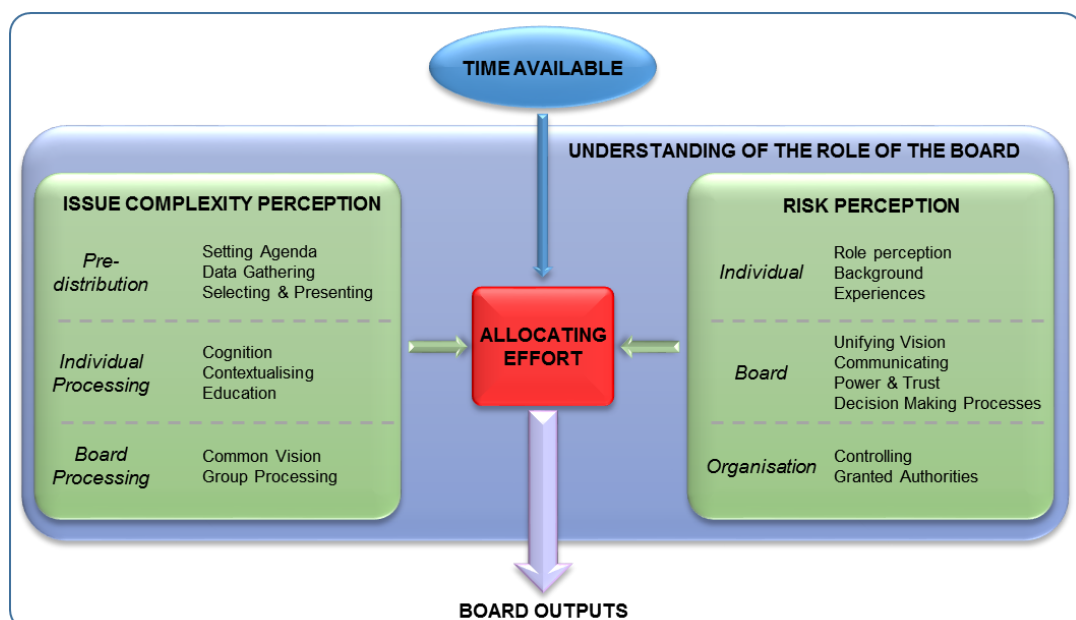 TIME AVAILABLE
UNDERSTANDING OF THE ROLE OF THE BOARD
ISSUE COMPLEXITY PERCEPTION
Pre-
distribution
Setting Agenda
Data Gathering
Selecting & Presenting
Individual
Processing
Cognition
Contextualising
Education
Board
Processing
Common Vision
Group Processing
ALLOCATING
EFFORT
RISK PERCEPTION
Individual
Role perception
Background
Experiences
Board
Unifying Vision
Communicating
Power & Trust
Decision Making Processes
Organisation
Controlling
Granted Authorities
BOARD OUTPUTS